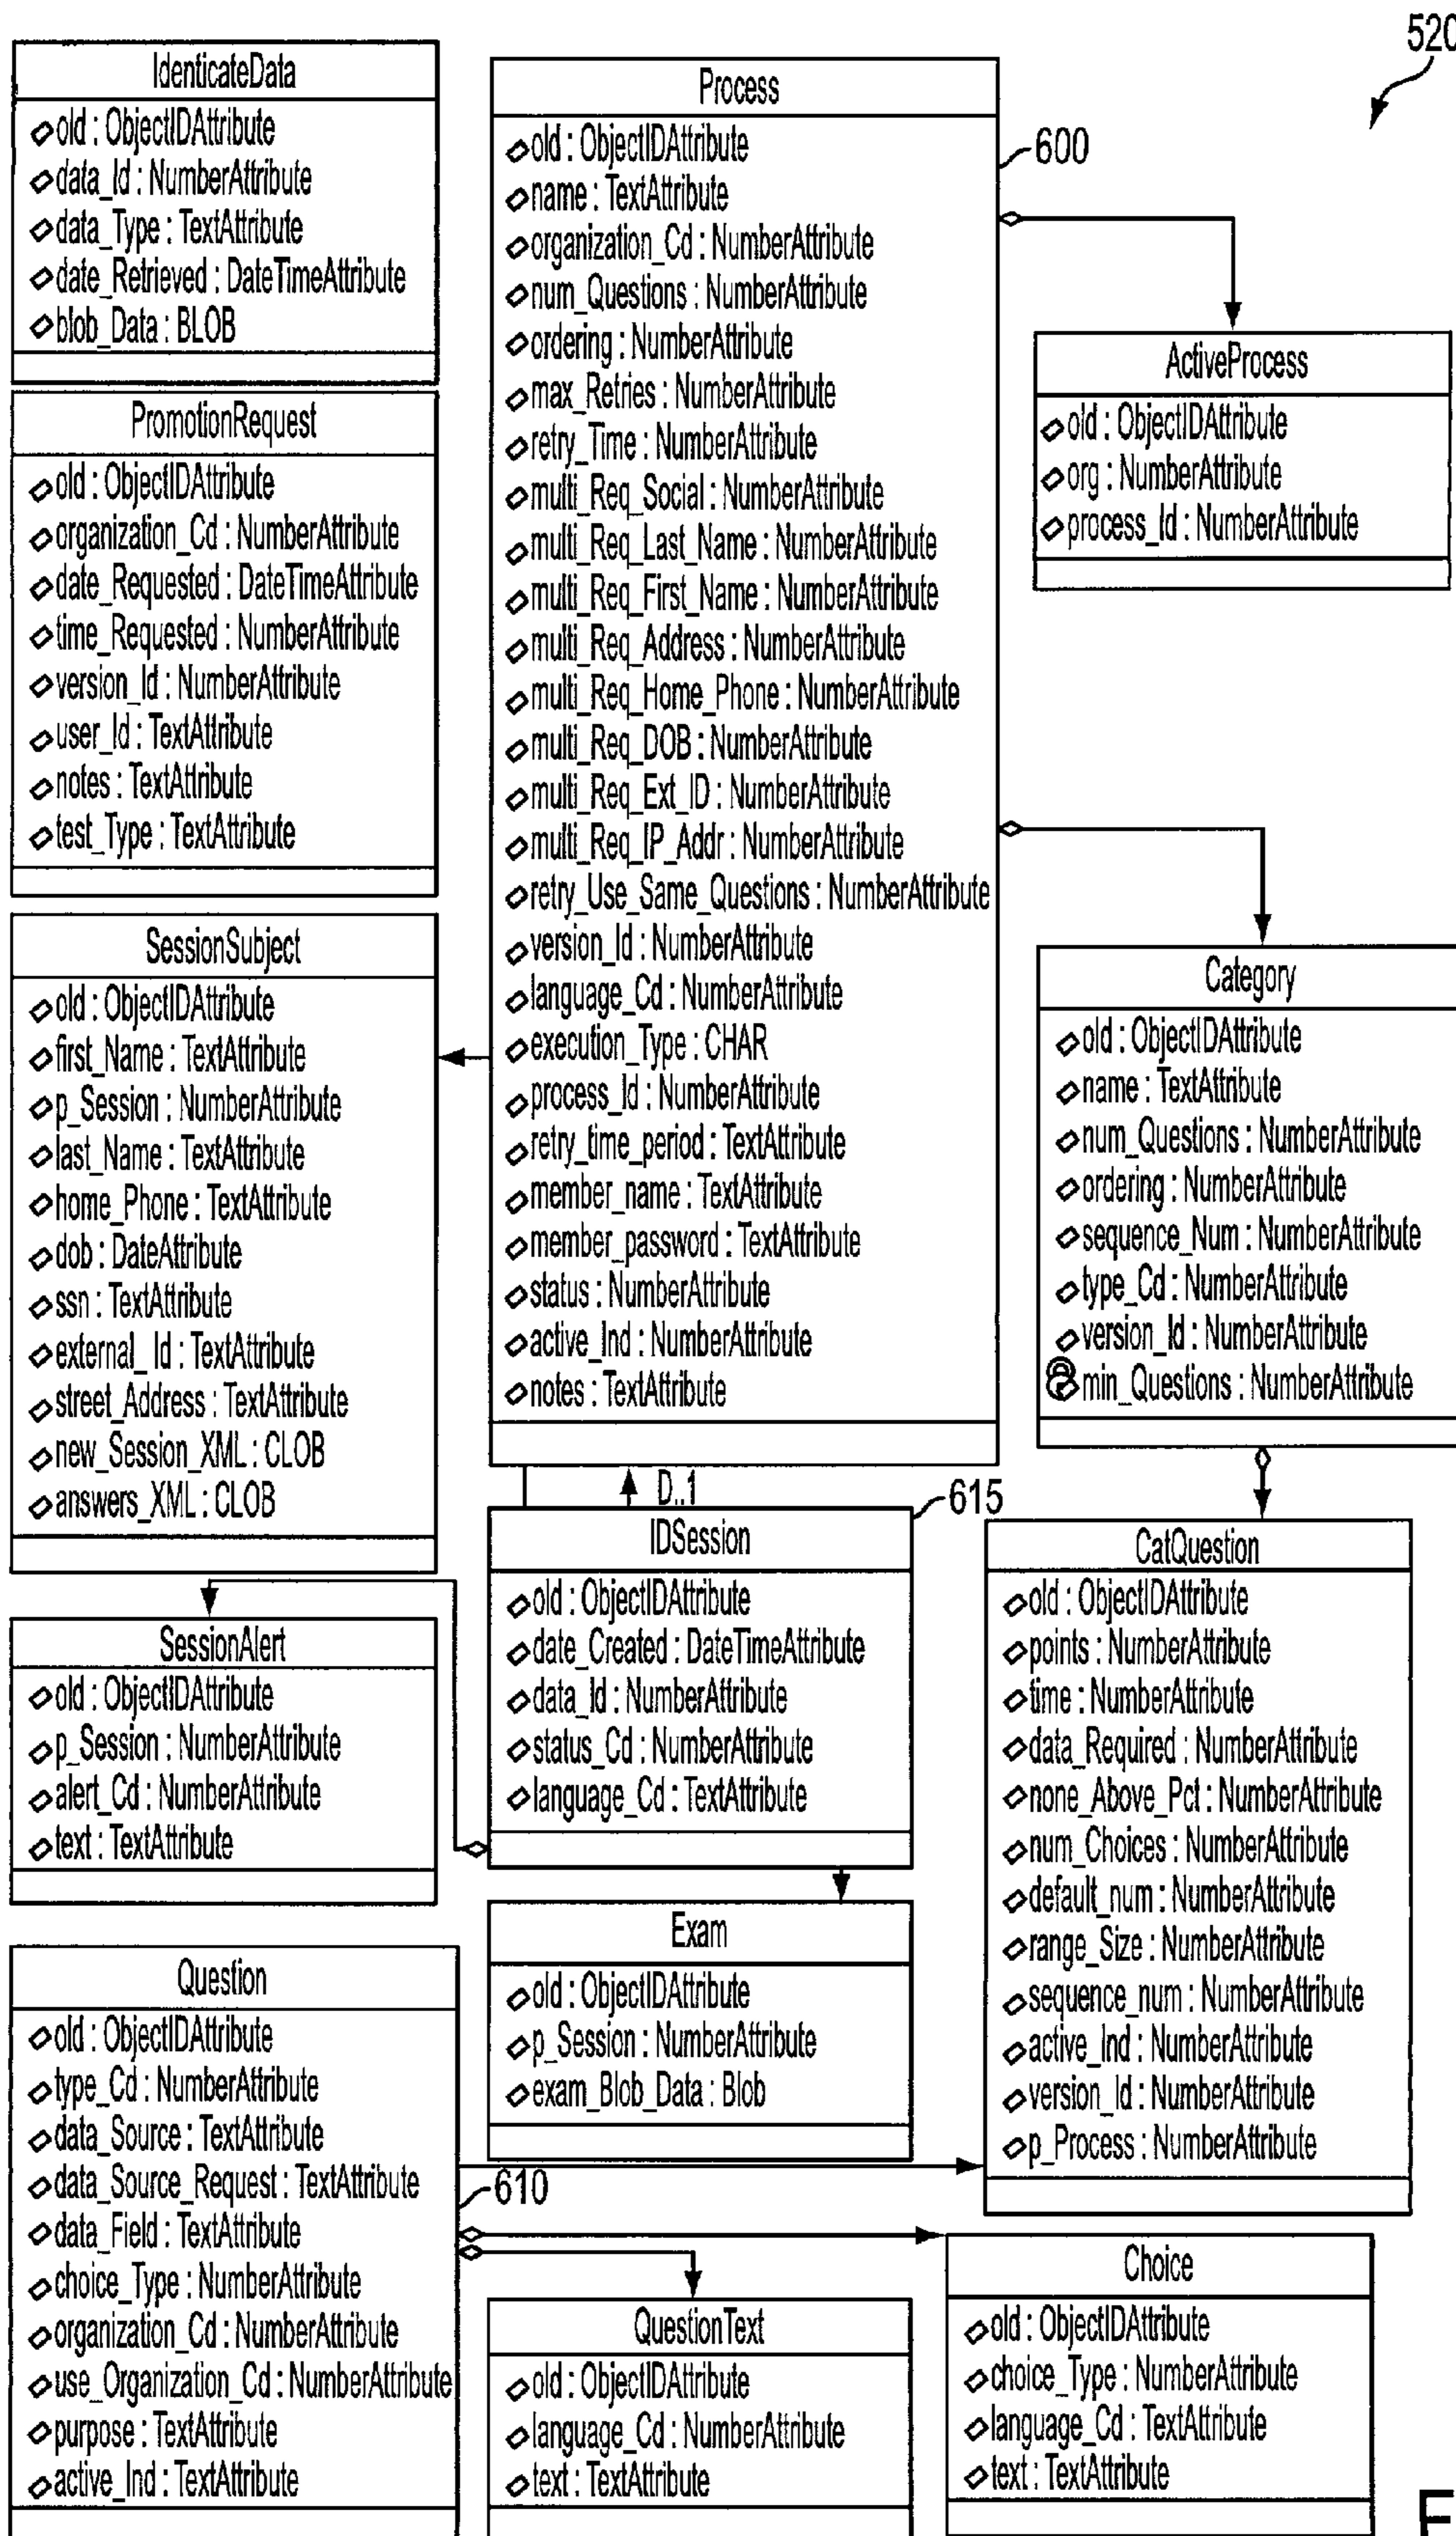 520
IdenticateData
old : ObjectIDAttribute
data_Id : NumberAttribute
data_Type : TextAttribute
date_Retrieved : DateTimeAttribute
blob_Data : BLOB
PromotionRequest
old : ObjectIDAttribute
organization_Cd : NumberAttribute
date_Requested : DateTimeAttribute
time_Requested : NumberAttribute
version_Id : NumberAttribute
user_Id : TextAttribute
notes : TextAttribute
test_Type : TextAttribute
SessionSubject
old : ObjectIDAttribute
first_Name : TextAttribute
p_Session : NumberAttribute
last_Name : TextAttribute
home_Phone : TextAttribute
dob : DateAttribute
ssn : TextAttribute
external_Id : TextAttribute
street_Address : TextAttribute
new_Session_XML : CLOB
answers_XML : CLOB
SessionAlert
old : ObjectIDAttribute
p_Session : NumberAttribute
alert_Cd : NumberAttribute
text : TextAttribute
Question
old : ObjectIDAttribute
type_Cd : NumberAttribute
data_Source : TextAttribute
data_Source_Request : TextAttribute
data_Field : TextAttribute
choice_Type : NumberAttribute
organization_Cd : NumberAttribute
use_Organization_Cd : NumberAttribute
purpose : TextAttribute
active_Ind : TextAttribute
610
Process
old : ObjectIDAttribute
name : TextAttribute
organization_Cd : NumberAttribute
num_Questions : NumberAttribute
ordering : NumberAttribute
max_Retries : NumberAttribute
retry_Time : NumberAttribute
multi_Req_Social : NumberAttribute
multi_Req_Last_Name : NumberAttribute
multi_Req_First_Name : NumberAttribute
multi_Req_Address : NumberAttribute
multi_Req_Home_Phone : NumberAttribute
multi_Req_DOB : NumberAttribute
multi_Req_Ext_ID : NumberAttribute
multi_Req_IP_Addr : NumberAttribute
retry_Use_Same_Questions : NumberAttribute
version_Id : NumberAttribute
language_Cd : NumberAttribute
execution_Type : CHAR
process_Id : NumberAttribute
retry_time_period : TextAttribute
member_name : TextAttribute
member_password : TextAttribute
status : NumberAttribute
active_Ind : NumberAttribute
notes : TextAttribute
600
D..1
IDSession
old : ObjectIDAttribute
date_Created : DateTimeAttribute
data_Id : NumberAttribute
status_Cd : NumberAttribute
language_Cd : TextAttribute
615
Exam
old : ObjectIDAttribute
p_Session : NumberAttribute
exam_Blob_Data : Blob
QuestionText
old : ObjectIDAttribute
language_Cd : NumberAttribute
text : TextAttribute
ActiveProcess
old : ObjectIDAttribute
org : NumberAttribute
process_Id : NumberAttribute
Category
old : ObjectIDAttribute
name : TextAttribute
num_Questions : NumberAttribute
ordering : NumberAttribute
sequence_Num : NumberAttribute
type_Cd : NumberAttribute
version_Id : NumberAttribute
min_Questions : NumberAttribute
CatQuestion
old : ObjectIDAttribute
points : NumberAttribute
time : NumberAttribute
data_Required : NumberAttribute
none_Above_Pct : NumberAttribute
num_Choices : NumberAttribute
default_num : NumberAttribute
range_Size : NumberAttribute
sequence_num : NumberAttribute
active_Ind : NumberAttribute
version_Id : NumberAttribute
p_Process : NumberAttribute
Choice
old : ObjectIDAttribute
choice_Type : NumberAttribute
language_Cd : TextAttribute
text : TextAttribute